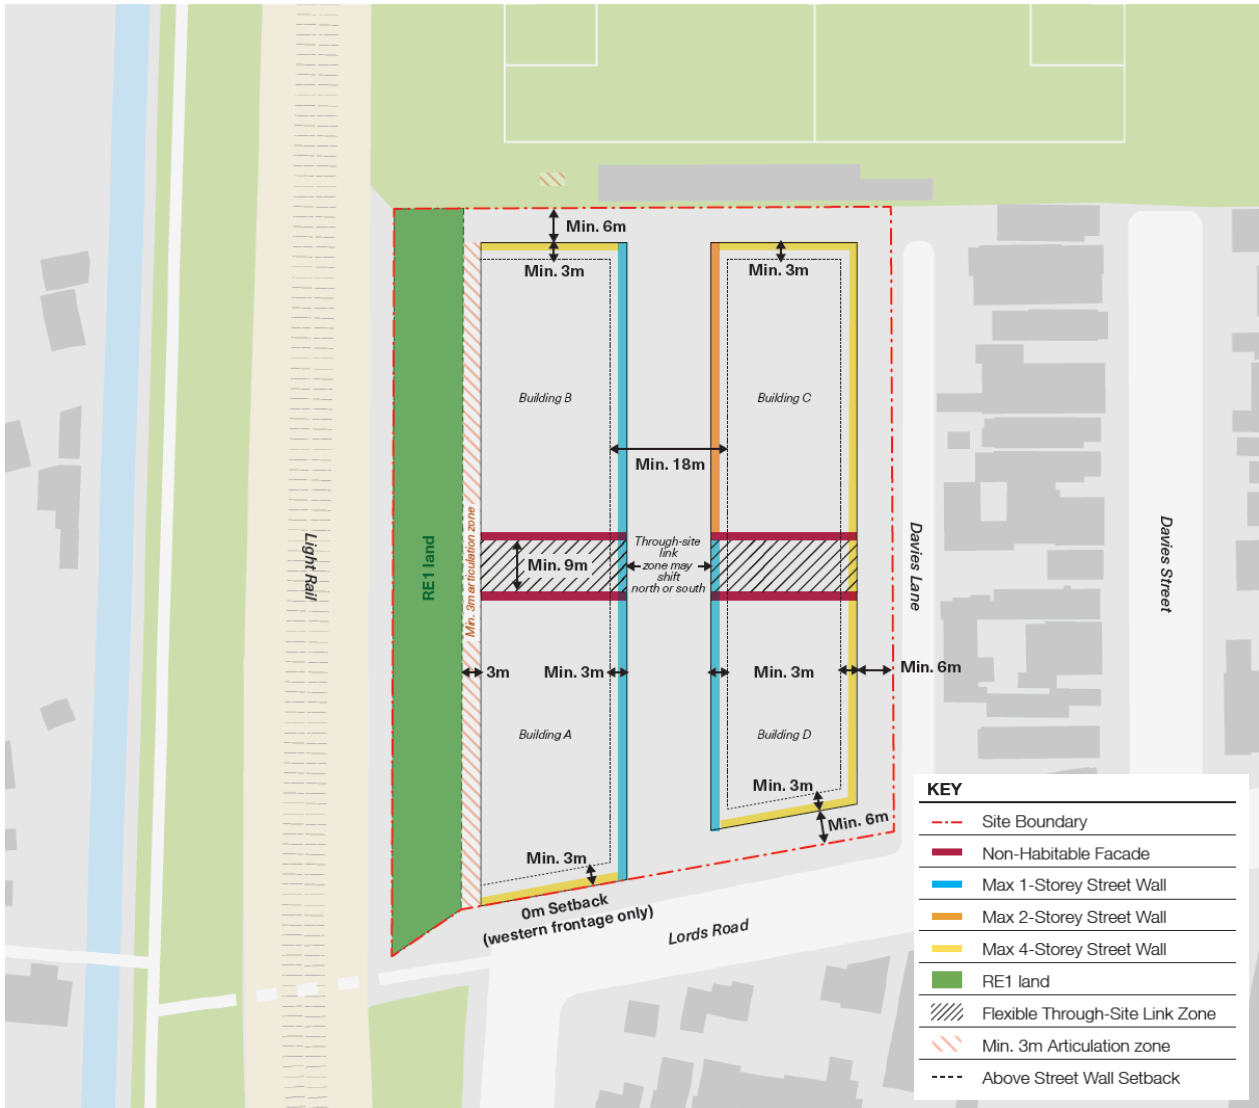 Min. 6m
Min. 3m
Min. 3m
Building B
Building C
Min. 18m
Light Rail
RE1 land
Min. 3m articulation zone
Min. 9m
Through-site
link
zone may
shift
north or south
Davies Lane
Davies Street
3m
Min. 3m
Min. 3m
Min. 6m
Building A
Building D
Min. 3m
Min. 6m
Min. 3m
0m Setback
(western frontage only)
Lords Road
KEY
Site Boundary
Non-Habitable Facade
Max 1-Storey Street Wall
Max 2-Storey Street Wall
Max 4-Storey Street Wall
RE1 land
Flexible Through-Site Link Zone
Min. 3m Articulation zone
Above Street Wall Setback